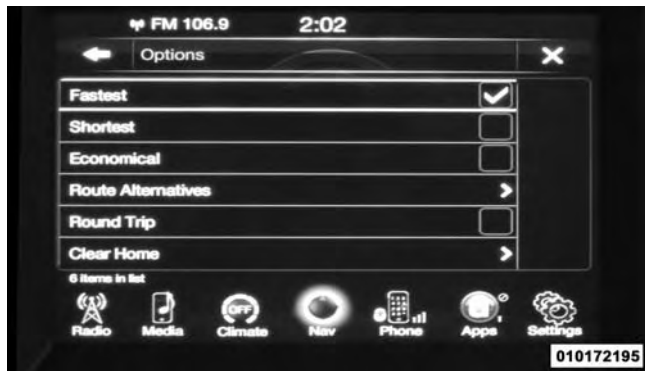 FM 106.9 2:02
Options
Fastest
Shortest
Economical
Route Alternatives
Round Trip
Clear Home
6 items in list
OFF
Radio Media Climate Nav Phone Apps Settings
010172195